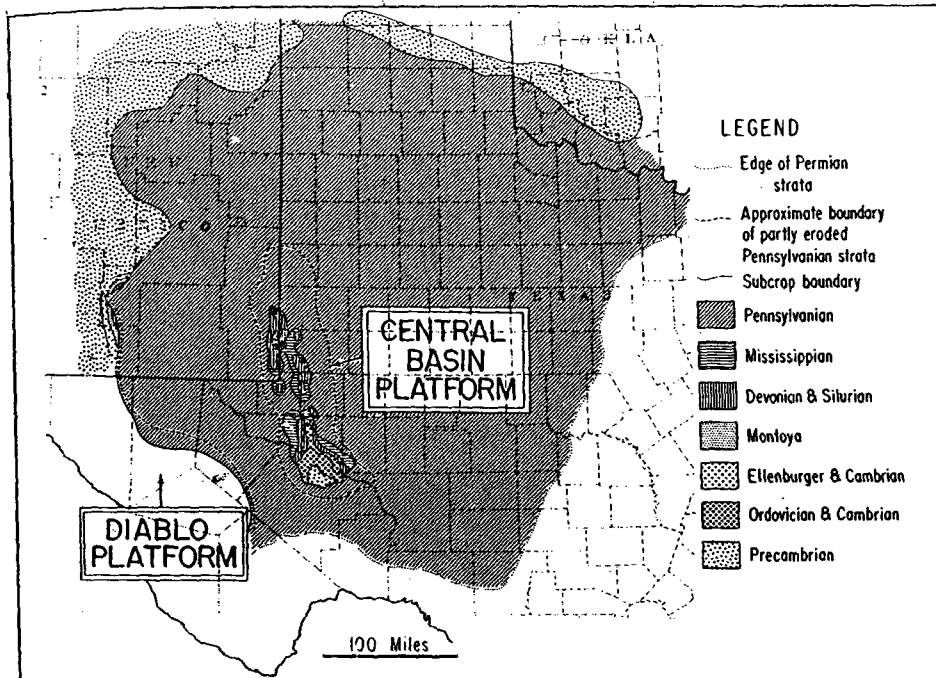 O K L A
LEGEND
Edge of Permian
strata
Approximate boundary
of partly eroded
Pennsylvanian strata
Subcrop boundary
Pennsylvanian
Mississippian
Devonian & Silurian
Montoya
Ellenburger & Cambrian
Ordovician & Cambrian
Precambrian
T E X A S
CENTRAL
BASIN
PLATFORM
DIABLO
PLATFORM
100 Miles